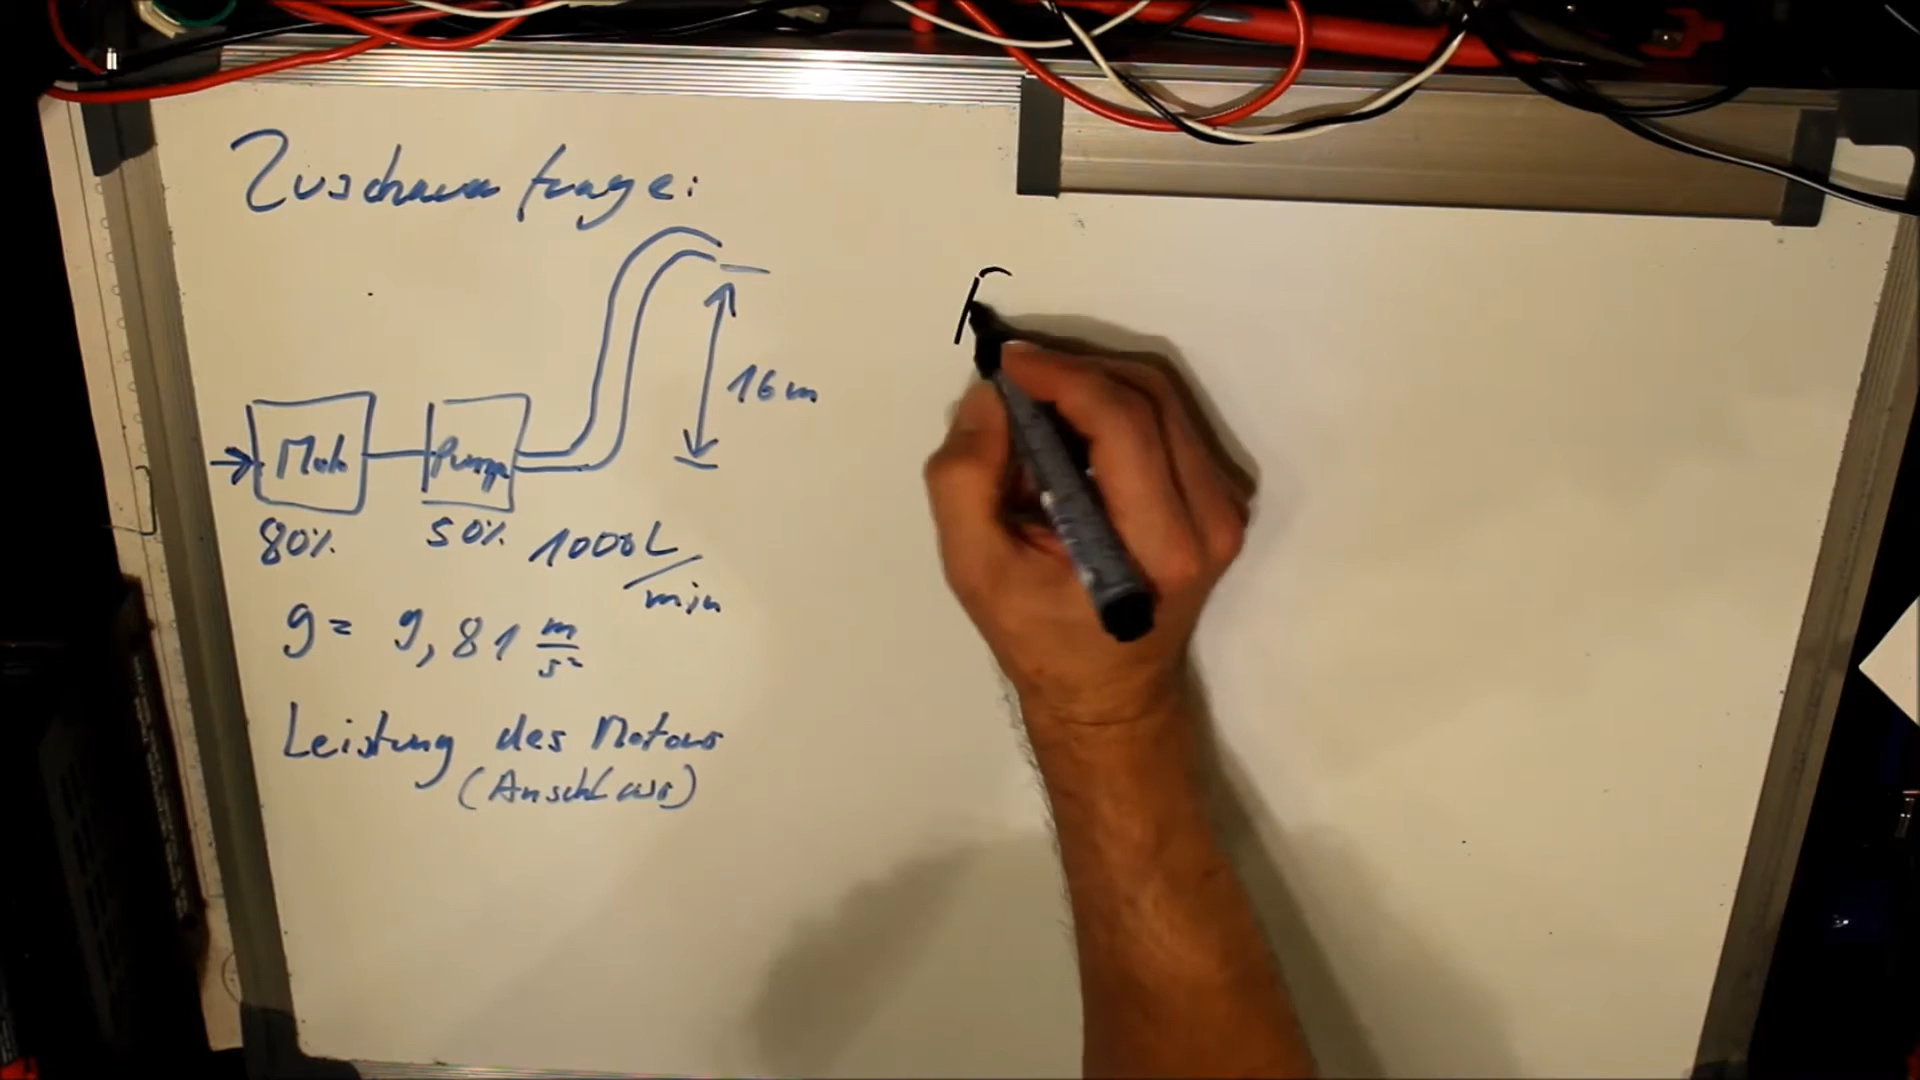 Zuschauerfrage:
16m
Motor
Pumpe
80%
50%
1000L/min
g = 9,81 m/s²
Leistung des Motors
(Anschluss)